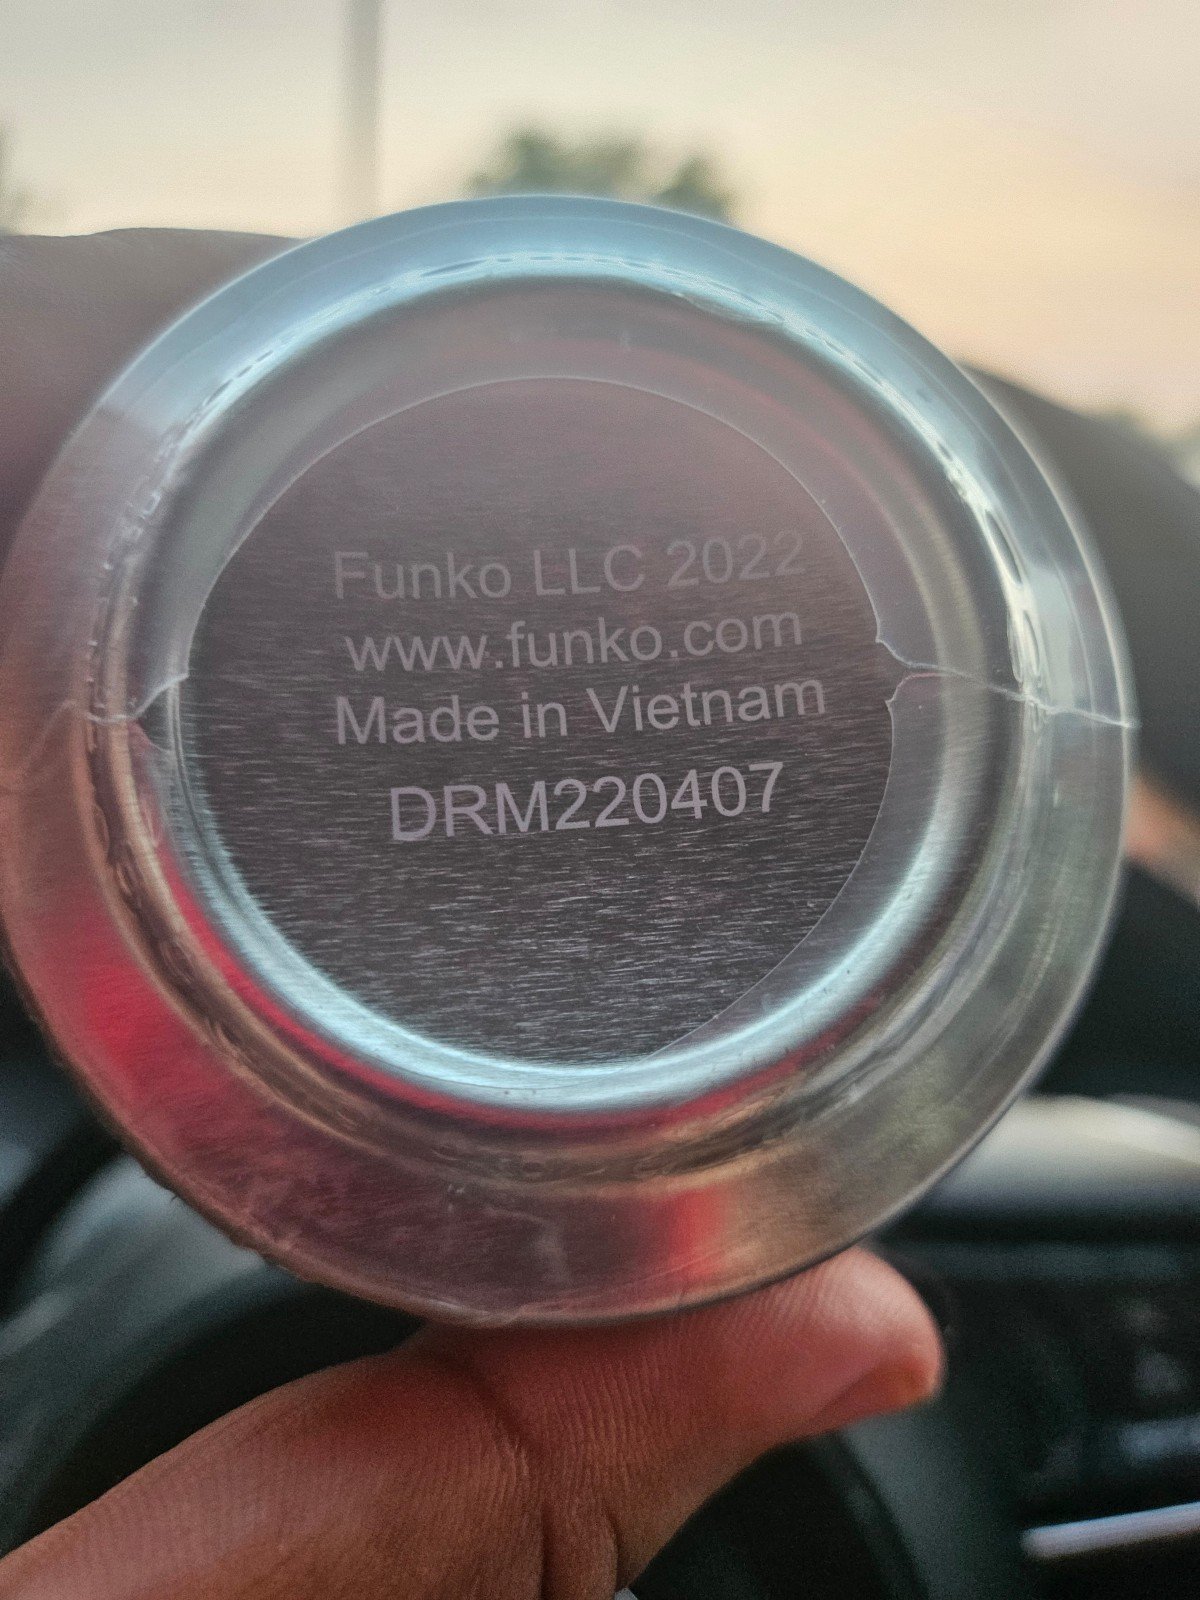 Funko LLC 2022
www.funko.com
Made in Vietnam
DRM220407